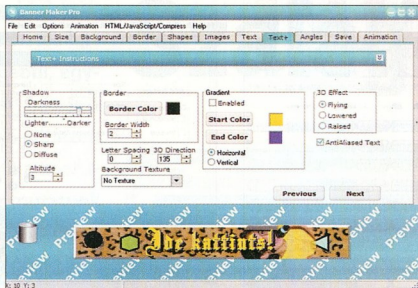 Banner Maker Pro
File Edit Options Animation HTML/JavaScript/Compress Help
Home Size Background Border Shapes Images Text Text+ Angles Save Animation
Text+ Instructions
Shadow
Darkness
Lighter.........Darker
None
Sharp
Diffuse
Altitude
3
Border
Border Color
Border Width
2
Letter Spacing 3D Direction
0 135
Background Texture
No Texture
Gradient
Enabled
Start Color
End Color
Horizontal
Vertical
3D Effect
Flying
Lowered
Raised
AntiAliased Text
Previous Next
Preview Preview Preview Preview Preview
X: 10 Y: 3